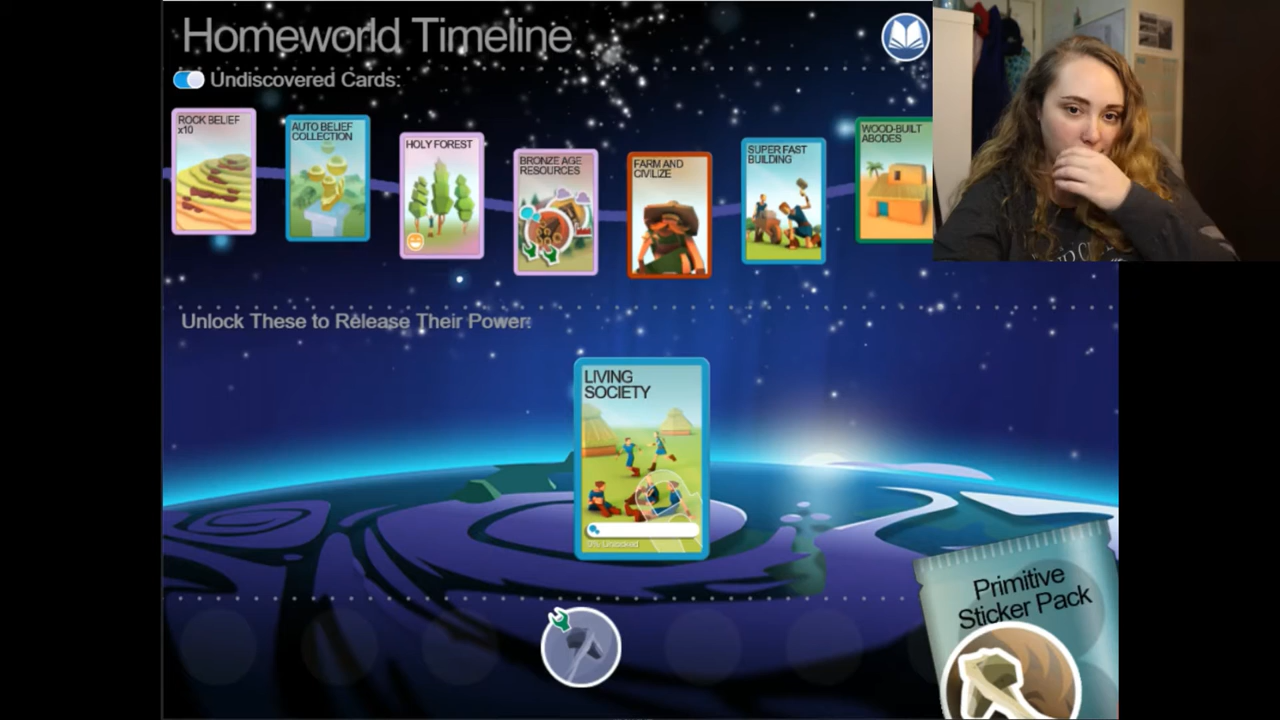 Homeworld Timeline
Undiscovered Cards:
ROCK BELIEF
x10
AUTO BELIEF
COLLECTION
HOLY FOREST
BRONZE AGE
RESOURCES
FARM AND
CIVILIZE
SUPER FAST
BUILDING
WOOD-BUILT
ABODES
Unlock These to Release Their Power:
LIVING
SOCIETY
0% Unlocked
Primitive
Sticker Pack